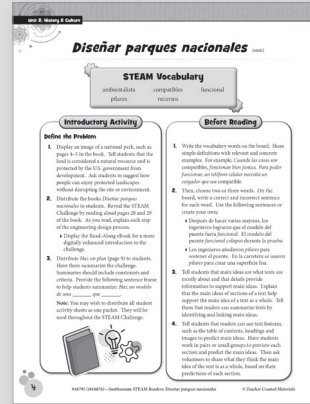 Unit 2: History & Culture
Diseñar parques nacionales (cont.)
STEAM Vocabulary
ambientalista compatibles funcional
pilares recursos
Introductory Activity
Define the Problem
1. Display an image of a national park, such as
pages 4–5 in the book. Tell students that the
land is considered a natural resource and is
protected by the U.S. government from
development. Ask students to suggest how
people can enjoy protected landscapes
without disrupting the site or environment.
2. Distribute the books Diseñar parques
nacionales to students. Reveal the STEAM
Challenge by reading aloud pages 28 and 29
of the book. As you read, explain each step
of the engineering design process.
Display the Read-Along eBook for a more
digitally enhanced introduction to the
challenge.
3. Distribute Haz un plan (page 9) to students.
Have them summarize the challenge.
Summaries should include constraints and
criteria. Provide the following sentence frame
to help students summarize: Haz un modelo
de una ______ que ______.
Note: You may wish to distribute all student
activity sheets as one packet. They will be
used throughout the STEAM Challenge.
Before Reading
1. Write the vocabulary words on the board. Share
simple definitions with relevant and concrete
examples. For example, Cuando las cosas son
compatibles, funcionan bien juntas. Para poder
funcionar, un teléfono celular necesita un
cargador que sea compatible.
2. Then, choose two or three words. On the
board, write a correct and incorrect sentence
for each word. Use the following sentences or
create your own:
Después de hacer varias mejoras, los
ingenieros lograron que el modelo del
puente fuera funcional. El modelo del
puente funcional colapsó durante la prueba.
Los ingenieros añadieron pilares para
sostener el puente. En la carretera se usaron
pilares para crear una superficie lisa.
3. Tell students that main ideas are what texts are
mostly about and that details provide
information to support main ideas. Explain
that the main ideas of sections of a text help
support the main idea of a text as a whole. Tell
them that readers can summarize texts by
identifying and linking main ideas.
4. Tell students that readers can use text features,
such as the table of contents, headings and
images to predict main ideas. Have students
work in pairs or small groups to preview each
section and predict the main ideas. Then ask
volunteers to share what they think the main
idea of the text is as a whole, based on their
predictions of each section.
4
Smithsonian STEAM Readers: Diseñar parques nacionales
© Teacher Created Materials